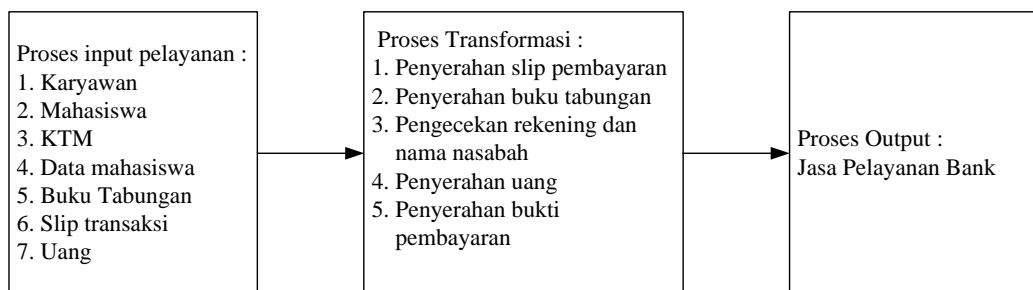 Proses input pelayanan :
1. Karyawan
2. Mahasiswa
3. KTM
4. Data mahasiswa
5. Buku Tabungan
6. Slip transaksi
7. Uang
Proses Transformasi :
1. Penyerahan slip pembayaran
2. Penyerahan buku tabungan
3. Pengecekan rekening dan
nama nasabah
4. Penyerahan uang
5. Penyerahan bukti
pembayaran
Proses Output :
Jasa Pelayanan Bank